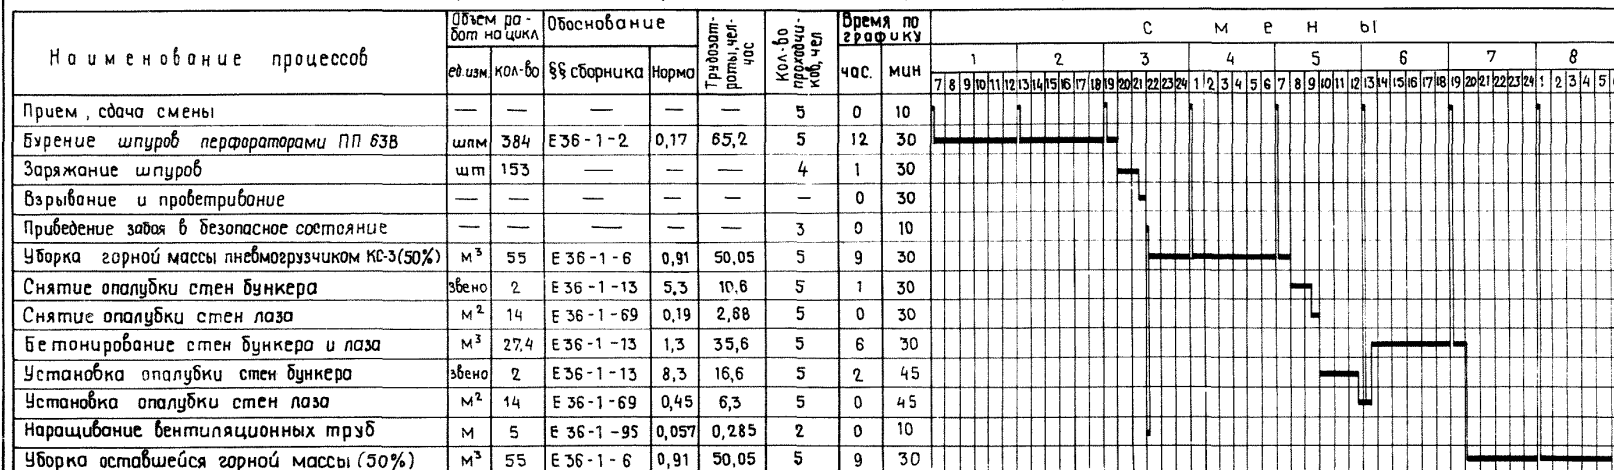 Наименование процессов
Объем ра-
бот на цикл
ед.изм. кол-во
Обоснование
§§ сборника Норма
Трудозат-
раты, чел-
час
Кол-во
проходчи-
ков, чел
Время по
графику
час. мин
Смены
1 2 3 4 5 6 7 8
7 8 9 10 11 12 13 14 15 16 17 18 19 20 21 22 23 24 1 2 3 4 5 6 7 8 9 10 11 12 13 14 15 16 17 18 19 20 21 22 23 24 1 2 3 4 5
Прием, сдача смены — — — — — 5 0 10
Бурение шпуров перфораторами ПП 63В шпм 384 Е36-1-2 0,17 65,2 5 12 30
Заряжание шпуров шт 153 — — — 4 1 30
Взрывание и проветривание — — — — — — 0 30
Приведение забоя в безопасное состояние — — — — — 3 0 10
Уборка горной массы пневмогрузчиком КС-3(50%) м³ 55 Е36-1-6 0,91 50,05 5 9 30
Снятие опалубки стен бункера звено 2 Е36-1-13 5,3 10,6 5 1 30
Снятие опалубки стен лаза м² 14 Е36-1-69 0,19 2,68 5 0 30
Бетонирование стен бункера и лаза м³ 27,4 Е36-1-13 1,3 35,6 5 6 30
Установка опалубки стен бункера звено 2 Е36-1-13 8,3 16,6 5 2 45
Установка опалубки стен лаза м² 14 Е36-1-69 0,45 6,3 5 0 45
Наращивание вентиляционных труб м 5 Е36-1-95 0,057 0,285 2 0 10
Уборка оставшейся горной массы (50%) м³ 55 Е36-1-6 0,91 50,05 5 9 30